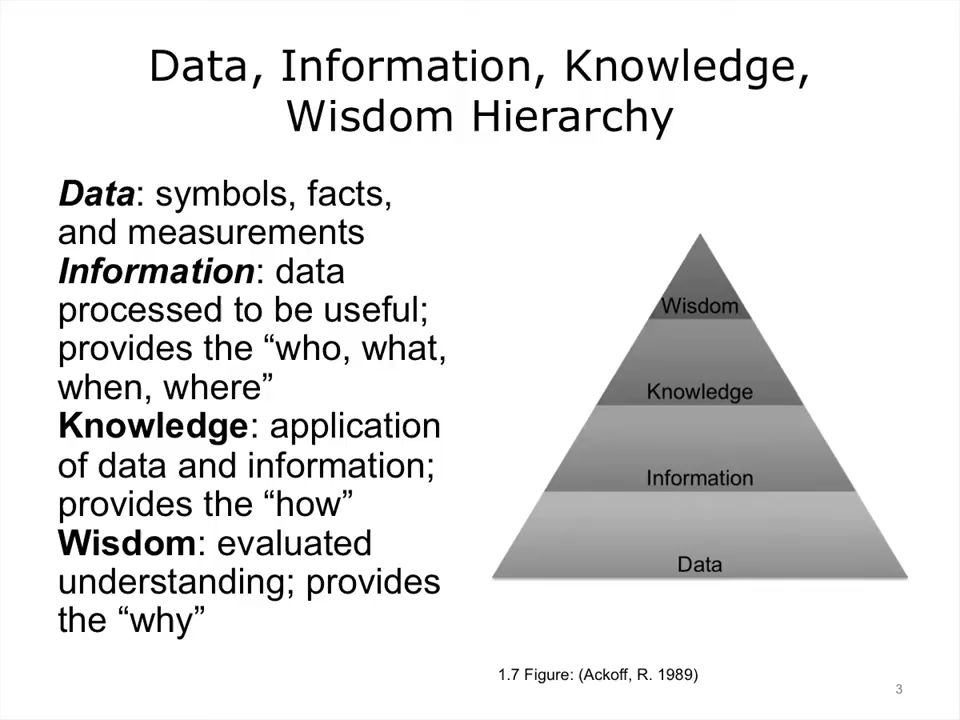 Data, Information, Knowledge,
Wisdom Hierarchy
Data: symbols, facts,
and measurements
Information: data
processed to be useful;
provides the “who, what,
when, where”
Knowledge: application
of data and information;
provides the “how”
Wisdom: evaluated
understanding; provides
the “why”
Wisdom
Knowledge
Information
Data
1.7 Figure: (Ackoff, R. 1989)
3